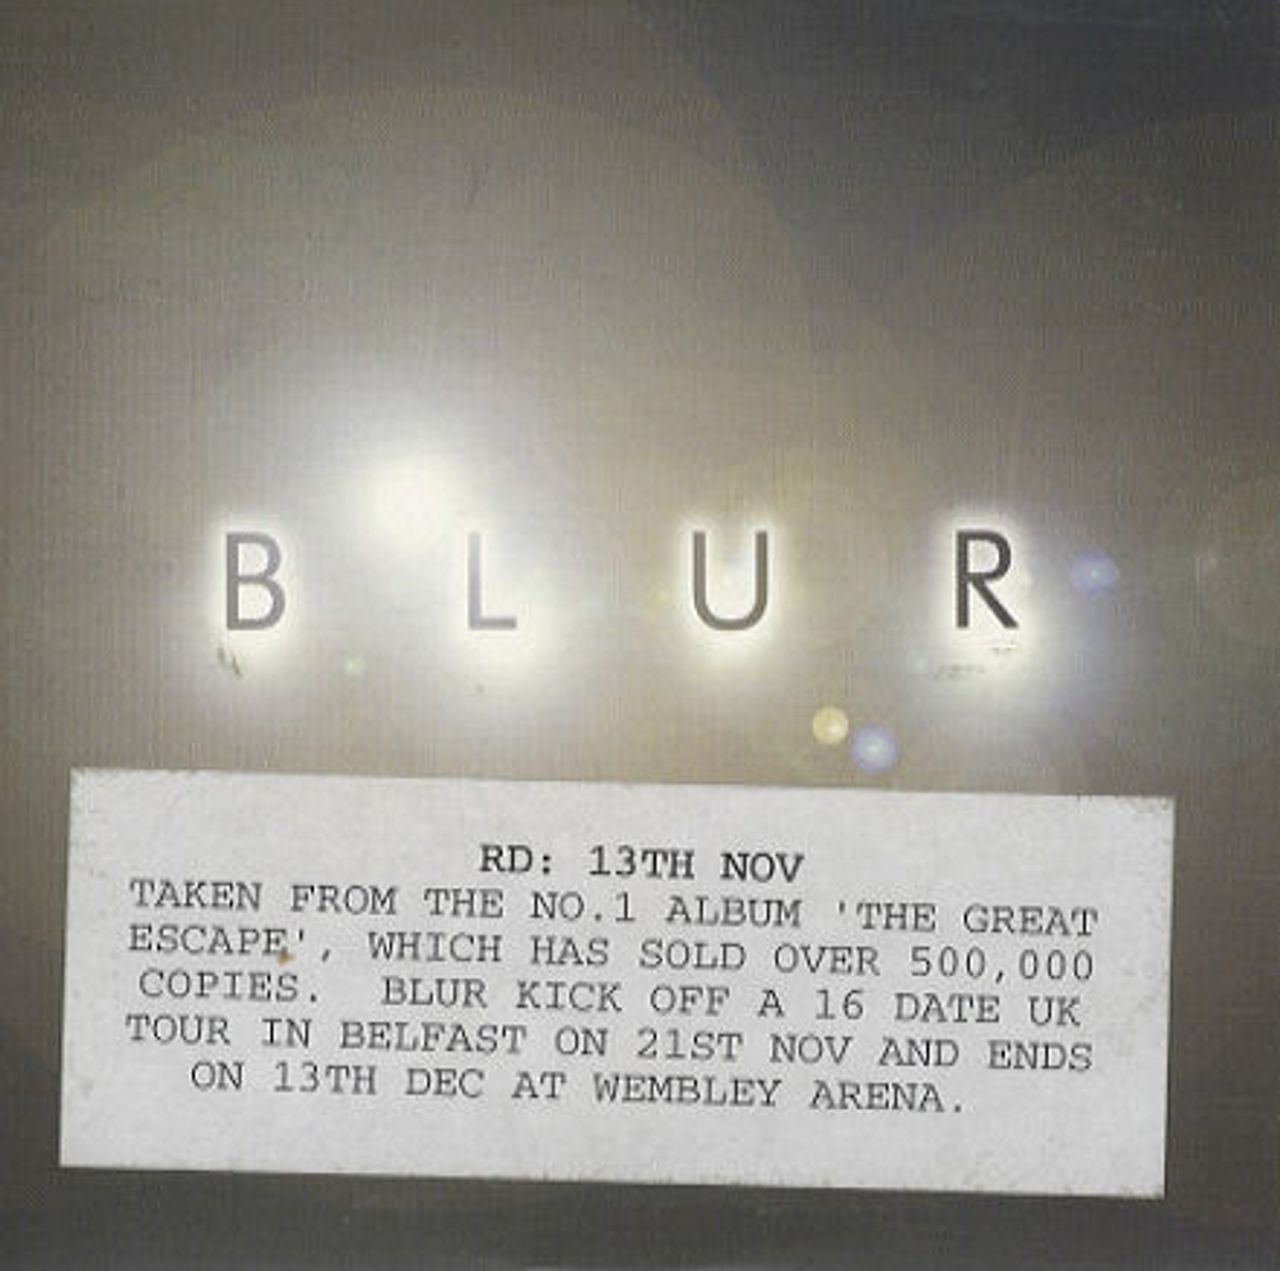 B L U R
RD: 13TH NOV
TAKEN FROM THE NO.1 ALBUM 'THE GREAT
ESCAPE', WHICH HAS SOLD OVER 500,000
COPIES. BLUR KICK OFF A 16 DATE UK
TOUR IN BELFAST ON 21ST NOV AND ENDS
ON 13TH DEC AT WEMBLEY ARENA.